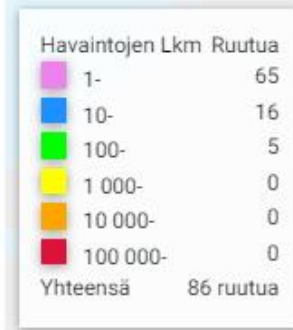 Havaintojen Lkm Ruutua
1- 65
10- 16
100- 5
1 000- 0
10 000- 0
100 000- 0
Yhteensä 86 ruutua